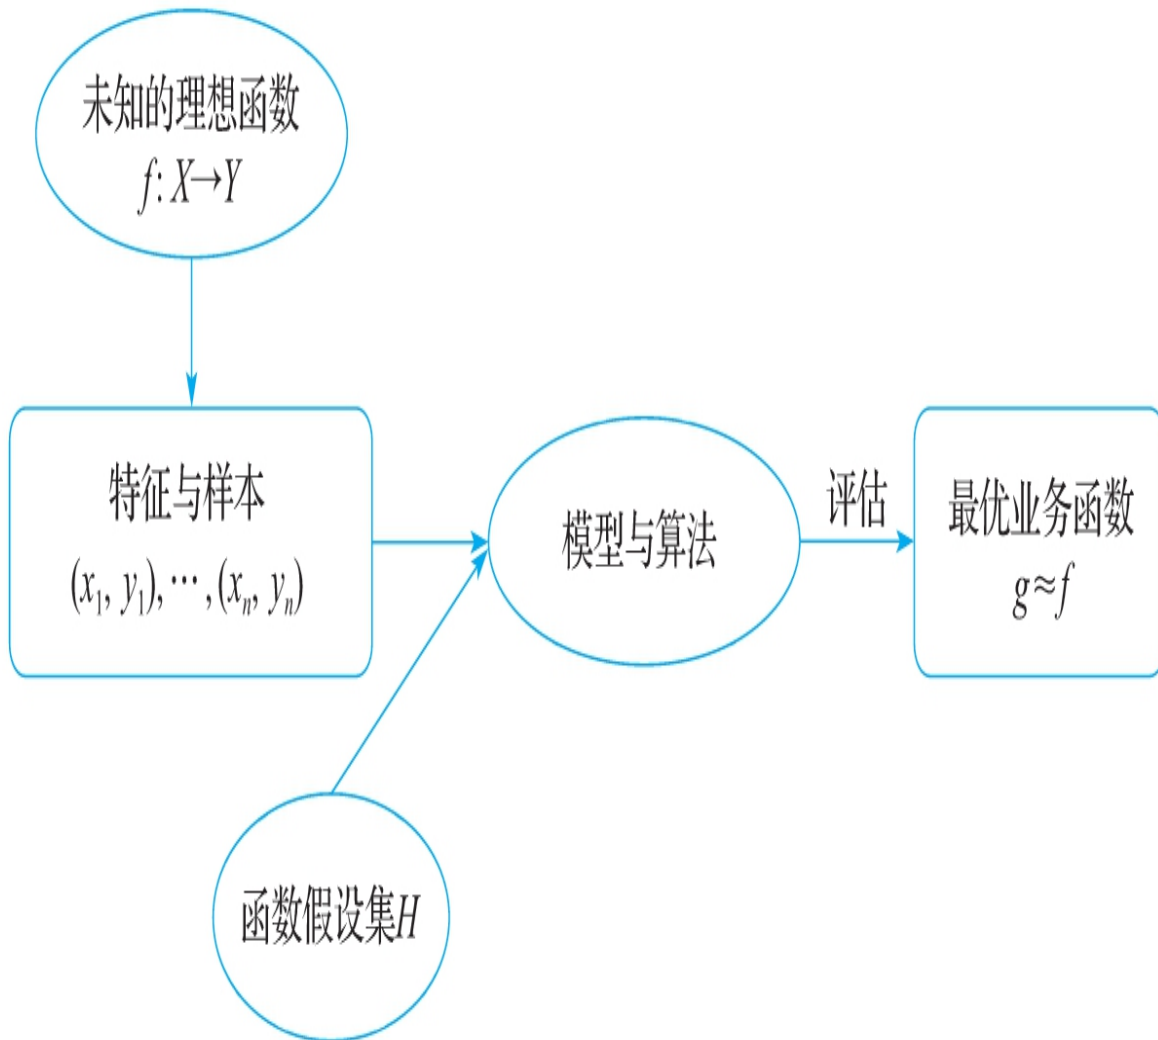 未知的理想函数
f: X→Y
特征与样本
(x₁, y₁), ⋯, (xₙ, yₙ)
模型与算法
评估
最优业务函数
g≈f
函数假设集H